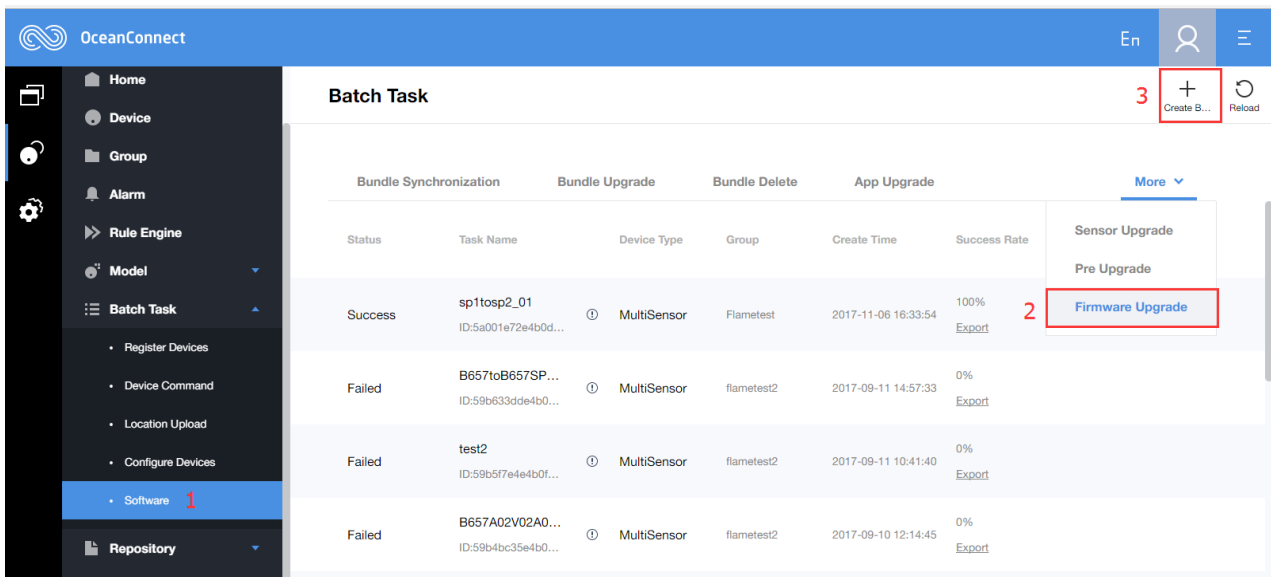 OceanConnect
En
Home
Device
Group
Alarm
Rule Engine
Model
Batch Task
Register Devices
Device Command
Location Upload
Configure Devices
Software 1
Repository
Batch Task
3
Create B...
Reload
Bundle Synchronization Bundle Upgrade Bundle Delete App Upgrade More
Sensor Upgrade
Pre Upgrade
2 Firmware Upgrade
Status Task Name Device Type Group Create Time Success Rate
Success sp1tosp2_01 MultiSensor Flametest 2017-11-06 16:33:54 100%
ID:5a001e72e4b0d... Export
Failed B657toB657SP... MultiSensor flametest2 2017-09-11 14:57:33 0%
ID:59b633dde4b0... Export
Failed test2 MultiSensor flametest2 2017-09-11 10:41:40 0%
ID:59b5f7e4e4b0f... Export
Failed B657A02V02A0... MultiSensor flametest2 2017-09-10 12:14:45 0%
ID:59b4bc35e4b0... Export